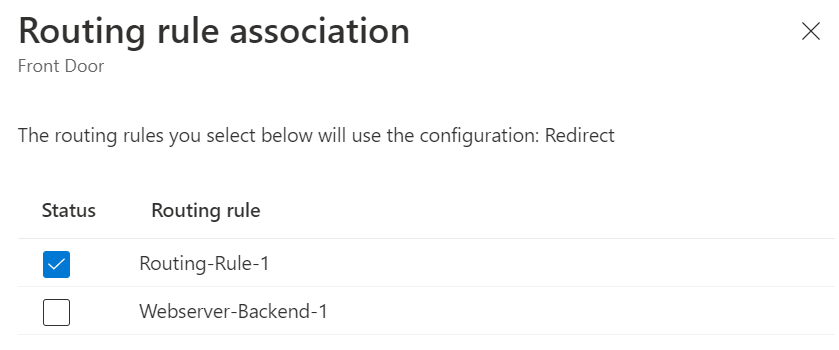 Routing rule association
Front Door
The routing rules you select below will use the configuration: Redirect
Status Routing rule
Routing-Rule-1
Webserver-Backend-1